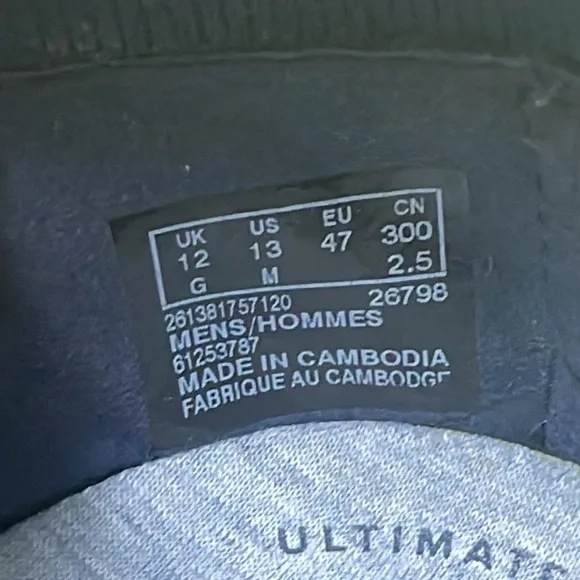 UK US EU CN
12 13 47 300
G M 2.5
261381757120 26798
MENS/HOMMES
61253787
MADE IN CAMBODIA
FABRIQUE AU CAMBODGE
ULTIMATE